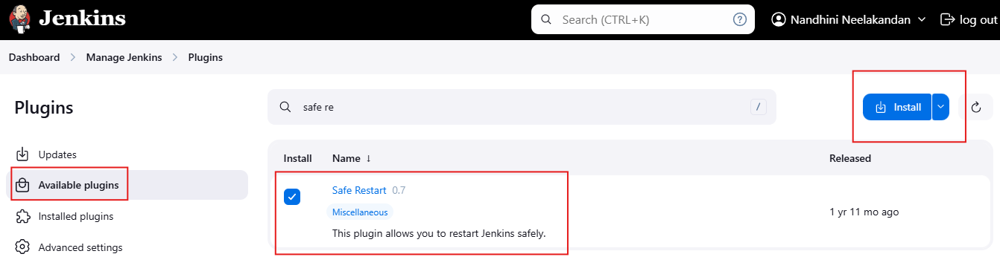 Jenkins
Search (CTRL+K)
?
Nandhini Neelakandan
log out
Dashboard > Manage Jenkins > Plugins
Plugins
safe re
/
Install
Updates
Available plugins
Installed plugins
Advanced settings
Install Name ↓ Released
Safe Restart 0.7
Miscellaneous
This plugin allows you to restart Jenkins safely.
1 yr 11 mo ago